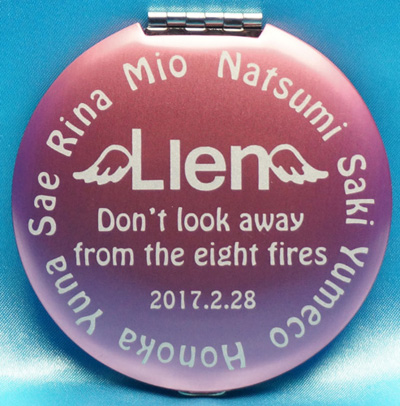 Sae Rina Mio Natsumi Saki Yumeco Honoka Yuna
LIen
Don't look away
from the eight fires
2017.2.28